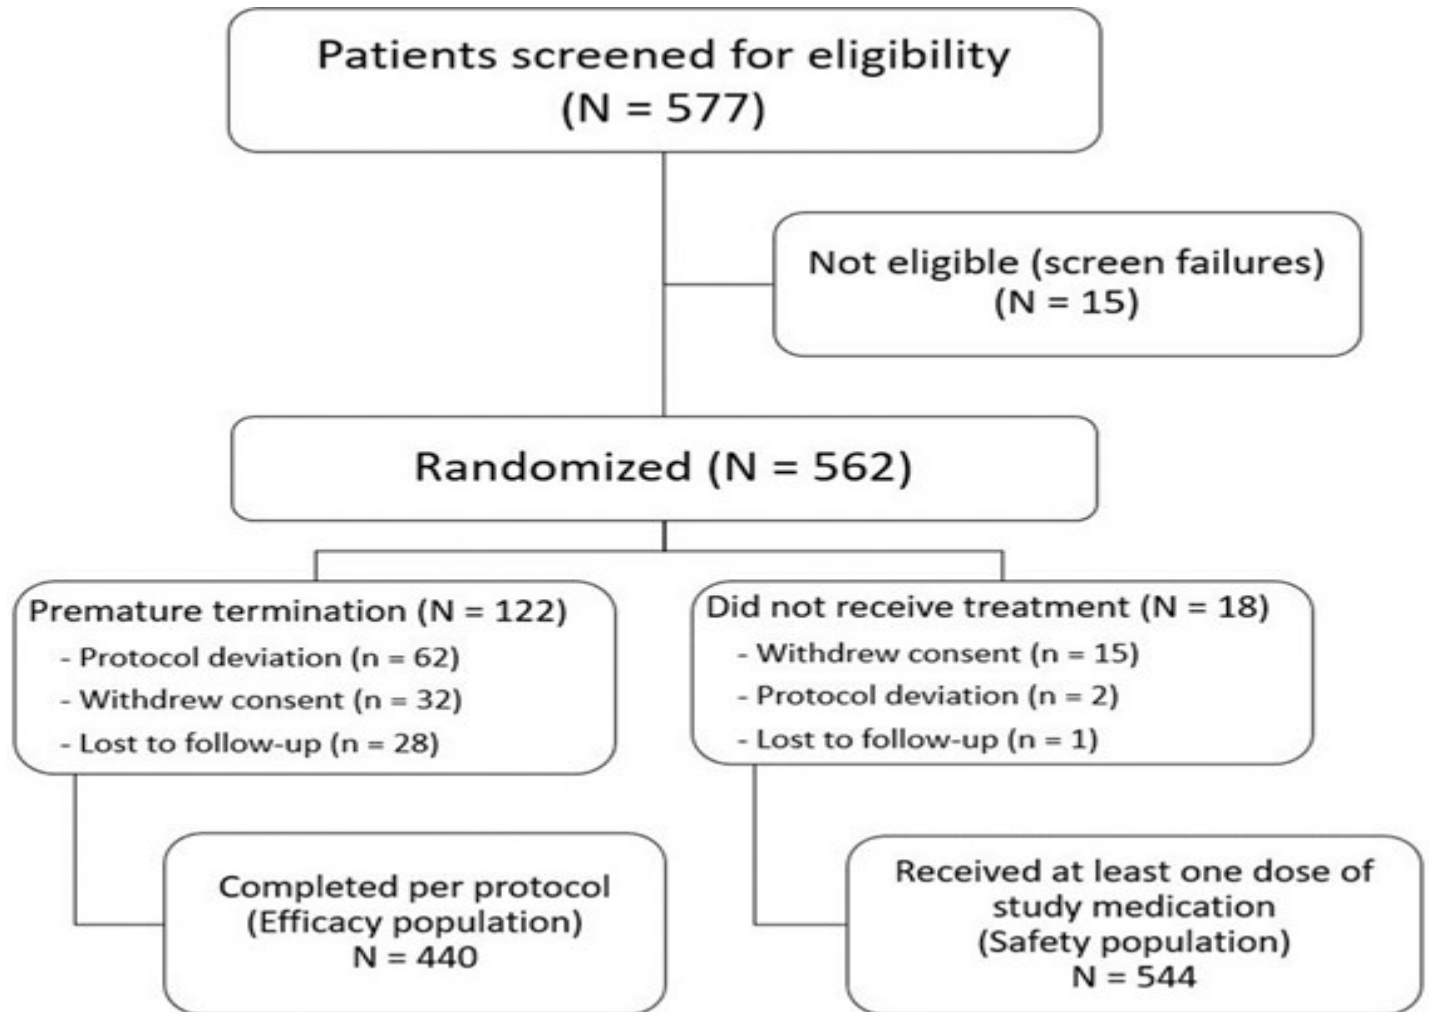 Patients screened for eligibility
(N = 577)
Not eligible (screen failures)
(N = 15)
Randomized (N = 562)
Premature termination (N = 122)
- Protocol deviation (n = 62)
- Withdrew consent (n = 32)
- Lost to follow-up (n = 28)
Did not receive treatment (N = 18)
- Withdrew consent (n = 15)
- Protocol deviation (n = 2)
- Lost to follow-up (n = 1)
Completed per protocol
(Efficacy population)
N = 440
Received at least one dose of
study medication
(Safety population)
N = 544